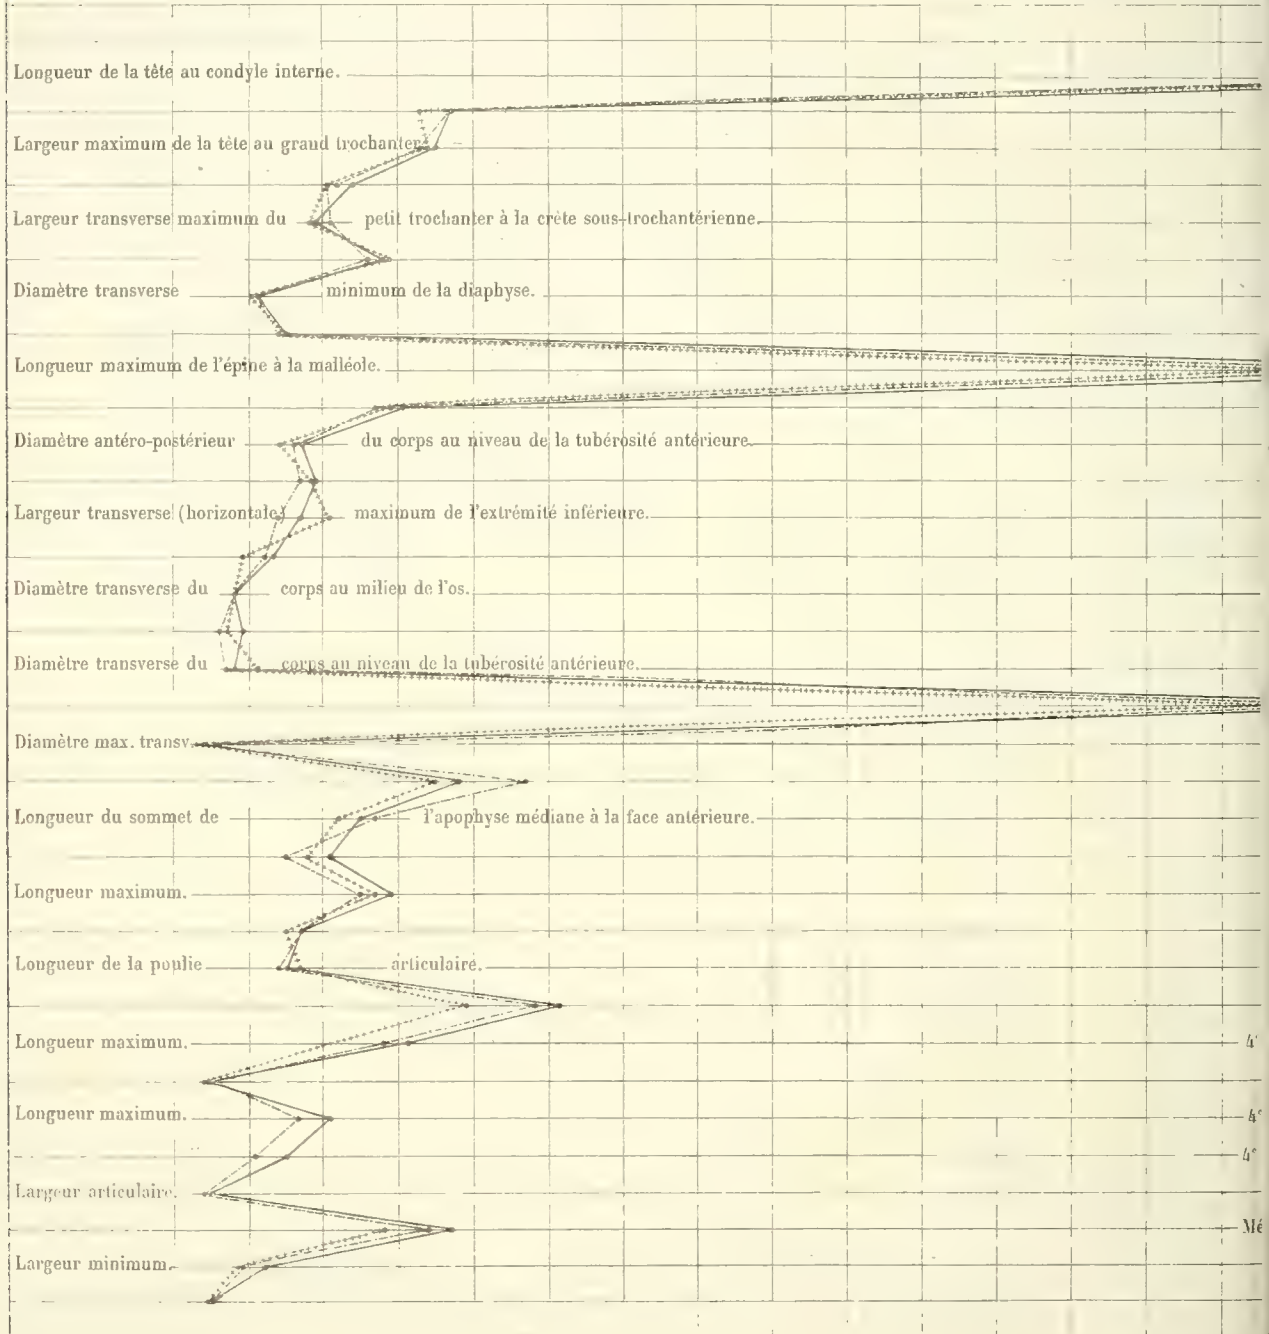 Longueur de la tête au condyle interne.
Largeur maximum de la tête au grand trochanter
Largeur transverse maximum du petit trochanter à la crête sous-trochantérienne.
Diamètre transverse minimum de la diaphyse.
Longueur maximum de l'épine à la malléole.
Diamètre antéro-postérieur du corps au niveau de la tubérosité antérieure.
Largeur transverse (horizontale) maximum de l'extrémité inférieure.
Diamètre transverse du corps au milieu de l'os.
Diamètre transverse du corps au niveau de la tubérosité antérieure.
Diamètre max. transv.
Longueur du sommet de l'apophyse médiane à la face antérieure.
Longueur maximum.
Longueur de la poulie articulaire.
Longueur maximum. 4
Longueur maximum. 4e
4e
Largeur articulaire.
Mé
Largeur minimum.